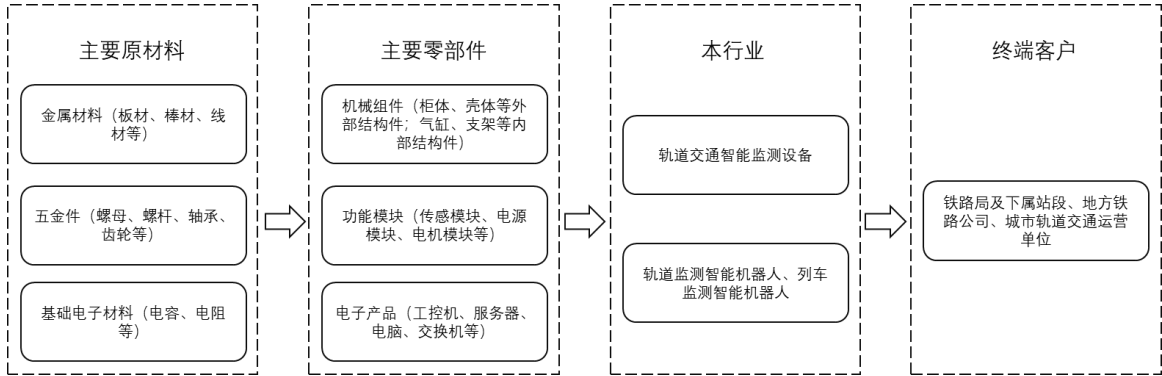 主要原材料
金属材料（板材、棒材、线
材等）
五金件（螺母、螺杆、轴承、
齿轮等）
基础电子材料（电容、电阻
等）
主要零部件
机械组件（柜体、壳体等外
部结构件；气缸、支架等内
部结构件）
功能模块（传感模块、电源
模块、电机模块等）
电子产品（工控机、服务器、
电脑、交换机等）
本行业
轨道交通智能监测设备
轨道监测智能机器人、列车
监测智能机器人
终端客户
铁路局及下属站段、地方铁
路公司、城市轨道交通运营
单位